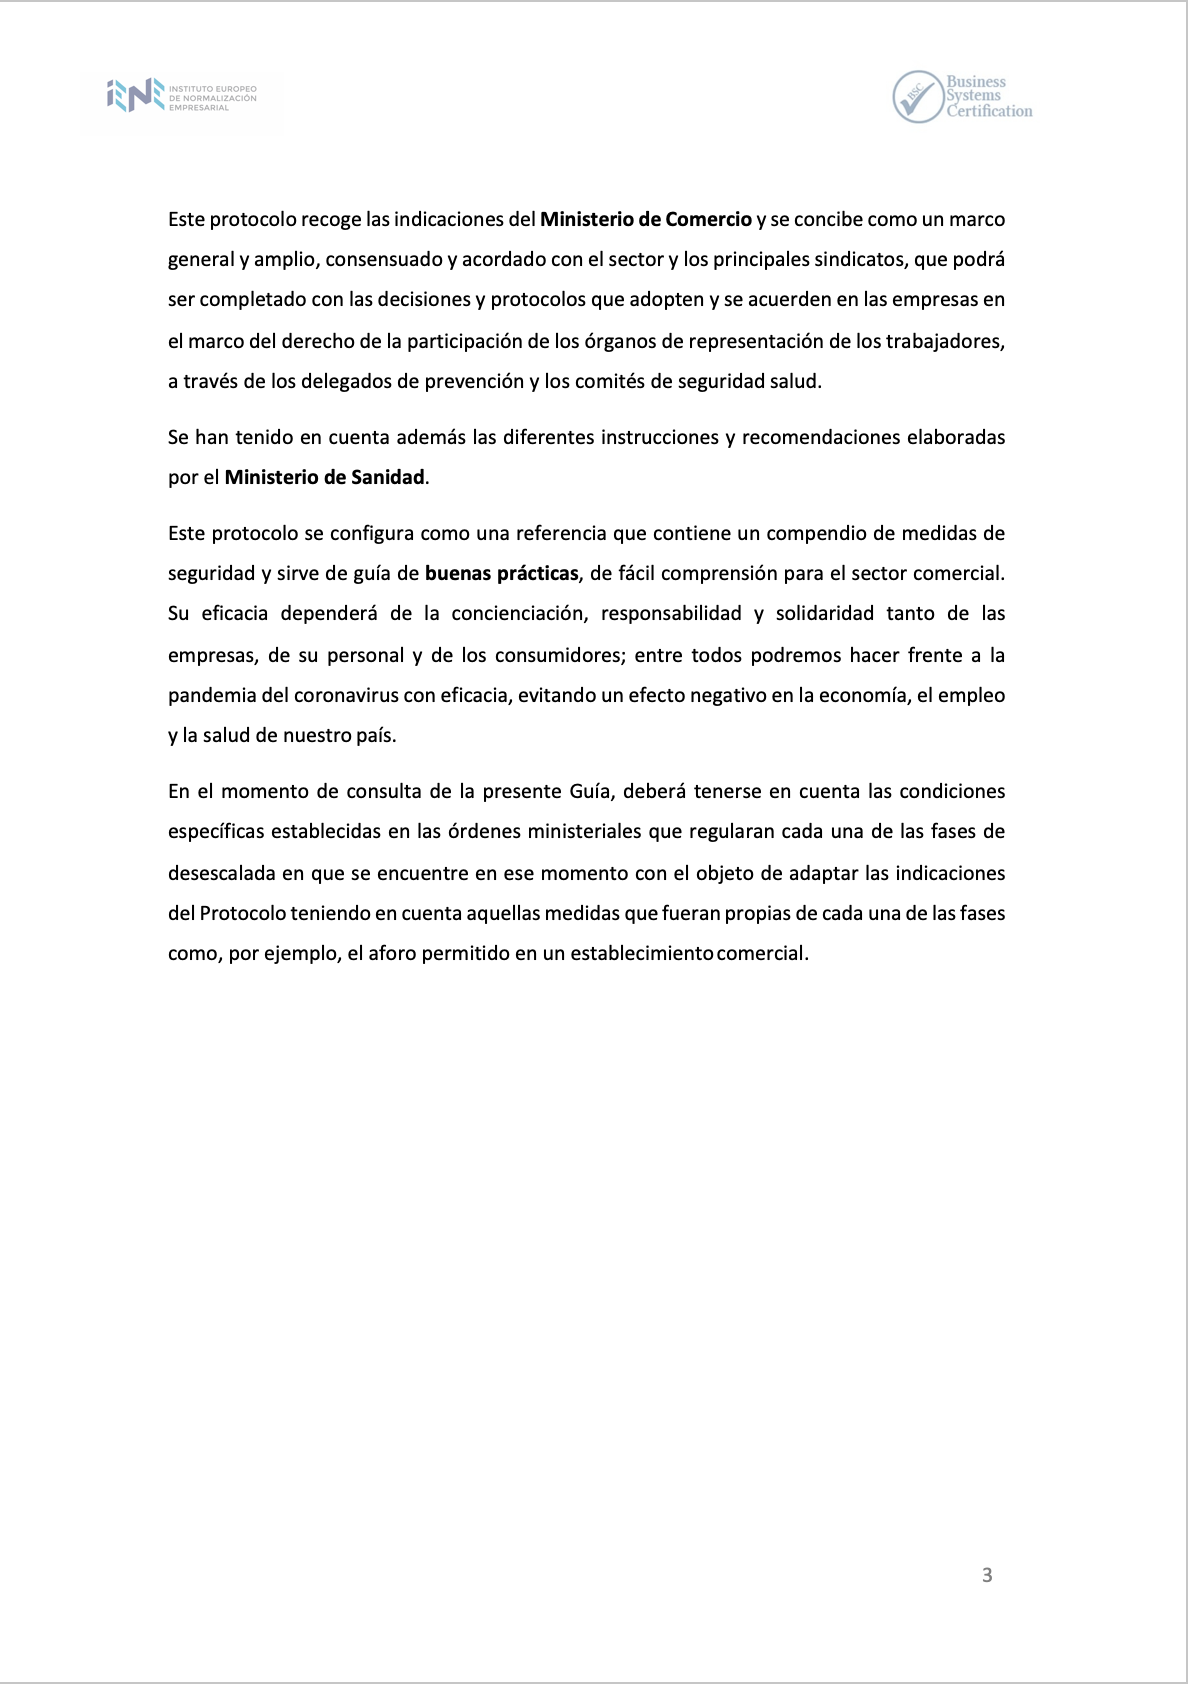 iENE INSTITUTO EUROPEO
DE NORMALIZACIÓN
EMPRESARIAL
BSC Business
Systems
Certification
Este protocolo recoge las indicaciones del Ministerio de Comercio y se concibe como un marco
general y amplio, consensuado y acordado con el sector y los principales sindicatos, que podrá
ser completado con las decisiones y protocolos que adopten y se acuerden en las empresas en
el marco del derecho de la participación de los órganos de representación de los trabajadores,
a través de los delegados de prevención y los comités de seguridad salud.
Se han tenido en cuenta además las diferentes instrucciones y recomendaciones elaboradas
por el Ministerio de Sanidad.
Este protocolo se configura como una referencia que contiene un compendio de medidas de
seguridad y sirve de guía de buenas prácticas, de fácil comprensión para el sector comercial.
Su eficacia dependerá de la concienciación, responsabilidad y solidaridad tanto de las
empresas, de su personal y de los consumidores; entre todos podremos hacer frente a la
pandemia del coronavirus con eficacia, evitando un efecto negativo en la economía, el empleo
y la salud de nuestro país.
En el momento de consulta de la presente Guía, deberá tenerse en cuenta las condiciones
específicas establecidas en las órdenes ministeriales que regularan cada una de las fases de
desescalada en que se encuentre en ese momento con el objeto de adaptar las indicaciones
del Protocolo teniendo en cuenta aquellas medidas que fueran propias de cada una de las fases
como, por ejemplo, el aforo permitido en un establecimiento comercial.
3